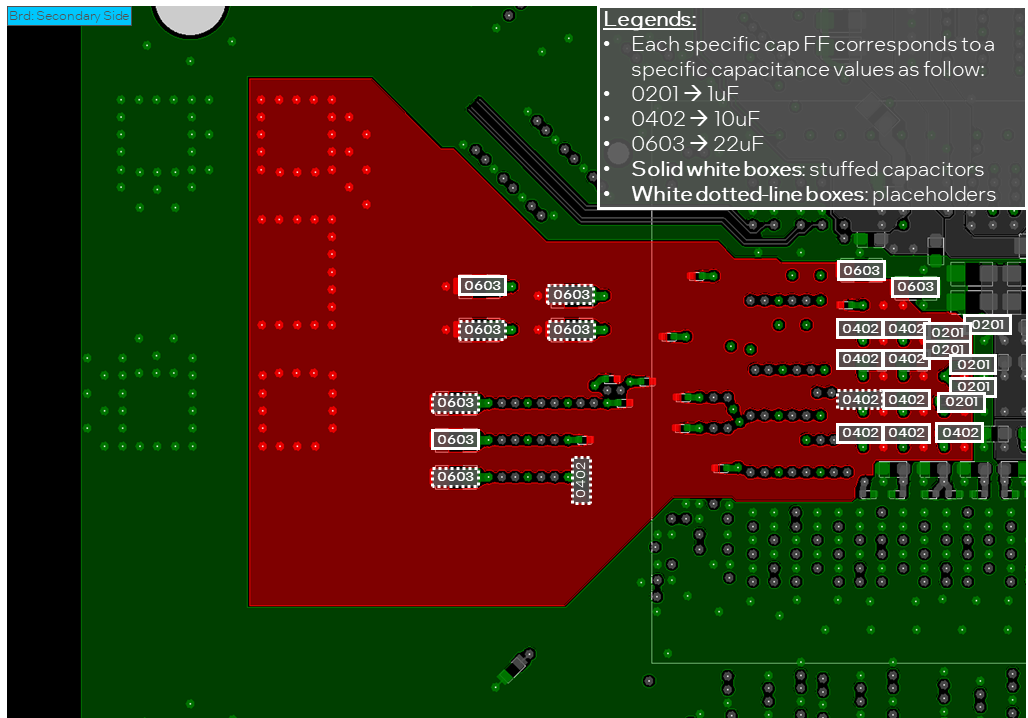 Brd: Secondary Side
Legends:
• Each specific cap FF corresponds to a
specific capacitance values as follow:
• 0201 → 1uF
• 0402 → 10uF
• 0603 → 22uF
• Solid white boxes: stuffed capacitors
• White dotted-line boxes: placeholders
0603
0603
0603 0603
0603 0603
0402 0402 0201 0201
0402 0402 0201
0201
0201
0603 0402 0402 0201
0603 0402 0402 0402
0603 0402